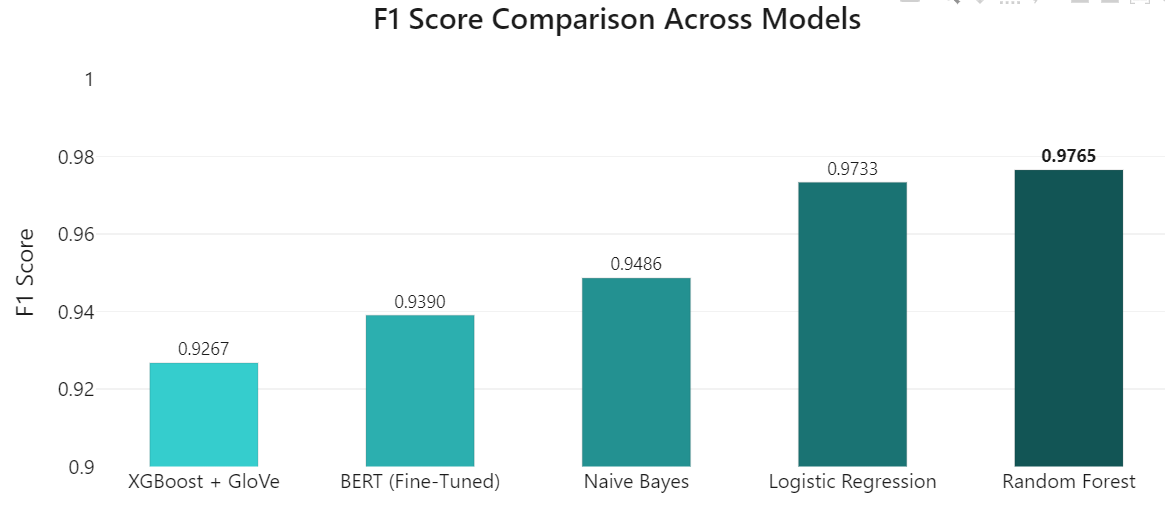 F1 Score Comparison Across Models
1
0.98
0.96
0.94
0.92
0.9
F1 Score
0.9267
0.9390
0.9486
0.9733
0.9765
XGBoost + GloVe
BERT (Fine-Tuned)
Naive Bayes
Logistic Regression
Random Forest